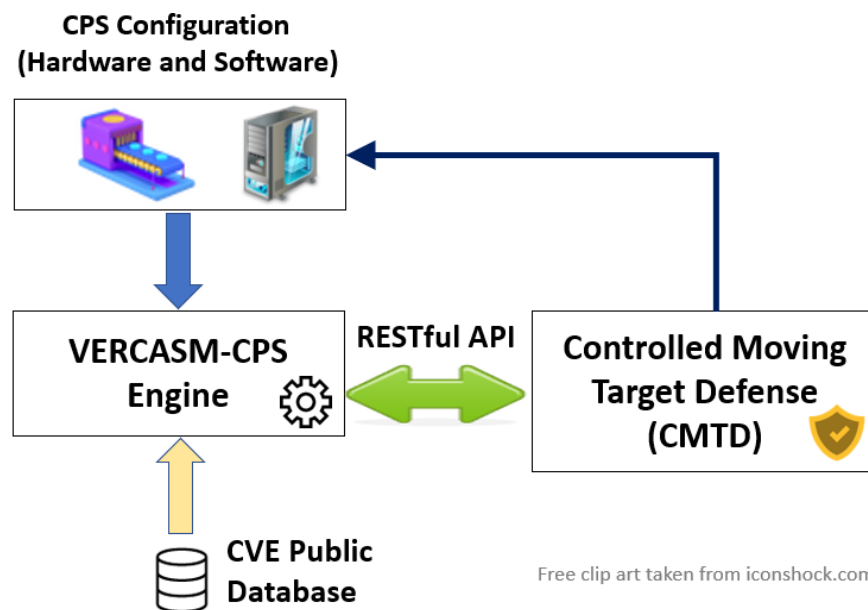 CPS Configuration
(Hardware and Software)
VERCASM-CPS
Engine
RESTful API
Controlled Moving
Target Defense
(CMTD)
CVE Public
Database
Free clip art taken from iconshock.com